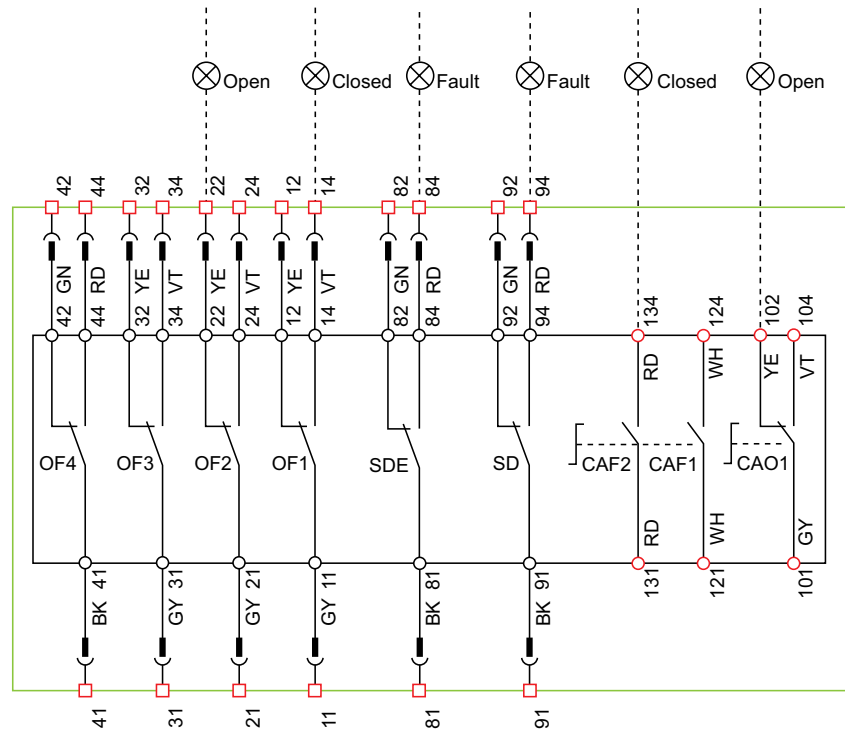 Open Closed Fault Fault Closed Open
42 44 32 34 22 24 12 14 82 84 92 94
GN RD YE VT YE VT YE VT GN RD GN RD
42 44 32 34 22 24 12 14 82 84 92 94 134 124 102 104
RD WH YE VT
OF4 OF3 OF2 OF1 SDE SD CAF2 CAF1 CAO1
RD WH GY
41 31 21 11 81 91 131 121 101
BK GY GY GY BK BK
41 31 21 11 81 91